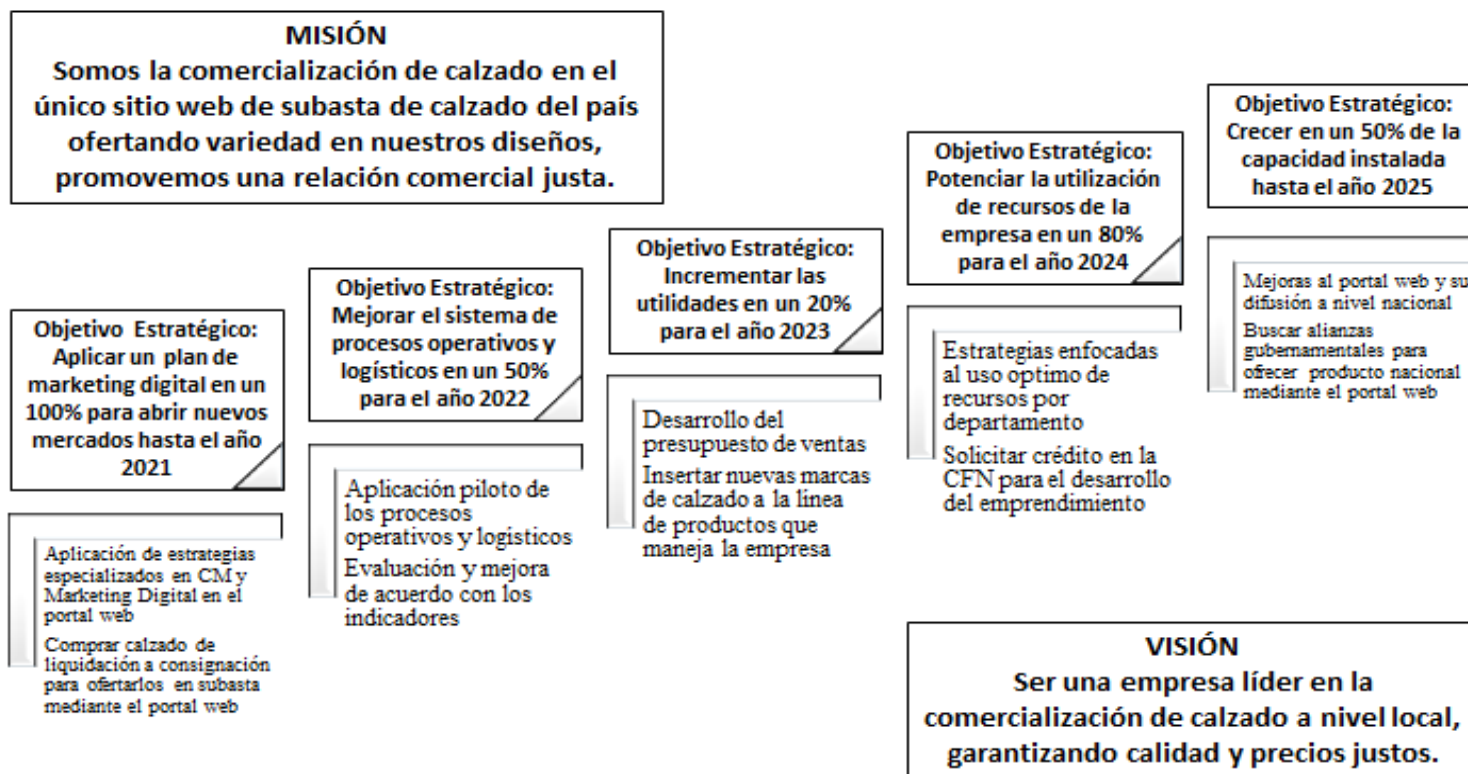 MISIÓN
Somos la comercialización de calzado en el
único sitio web de subasta de calzado del país
ofertando variedad en nuestros diseños,
promovemos una relación comercial justa.
Objetivo Estratégico:
Aplicar un plan de
marketing digital en un
100% para abrir nuevos
mercados hasta el año
2021
Aplicación de estrategias
especializados en CM y
Marketing Digital en el
portal web
Comprar calzado de
liquidación a consignación
para ofertarlos en subasta
mediante el portal web
Objetivo Estratégico:
Mejorar el sistema de
procesos operativos y
logísticos en un 50%
para el año 2022
Aplicación piloto de
los procesos
operativos y logísticos
Evaluación y mejora
de acuerdo con los
indicadores
Objetivo Estratégico:
Incrementar las
utilidades en un 20%
para el año 2023
Desarrollo del
presupuesto de ventas
Insertar nuevas marcas
de calzado a la línea
de productos que
maneja la empresa
Objetivo Estratégico:
Potenciar la utilización
de recursos de la
empresa en un 80%
para el año 2024
Estrategias enfocadas
al uso optimo de
recursos por
departamento
Solicitar crédito en la
CFN para el desarrollo
del emprendimiento
Objetivo Estratégico:
Crecer en un 50% de la
capacidad instalada
hasta el año 2025
Mejoras al portal web y su
difusión a nivel nacional
Buscar alianzas
gubernamentales para
ofrecer producto nacional
mediante el portal web
VISIÓN
Ser una empresa líder en la
comercialización de calzado a nivel local,
garantizando calidad y precios justos.